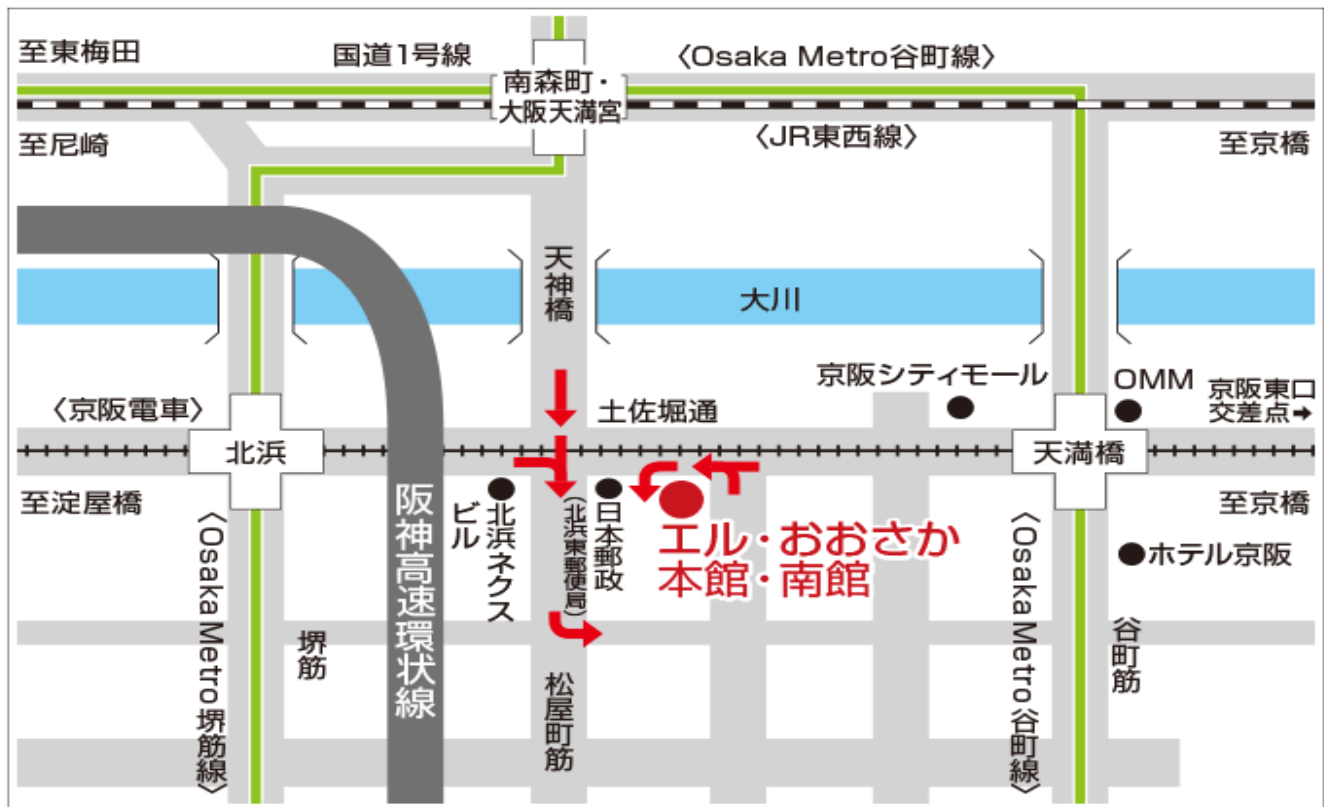 至東梅田
国道1号線
〈Osaka Metro谷町線〉
南森町・
大阪天満宮
至尼崎
〈JR東西線〉
至京橋
天神橋
大川
京阪シティモール
OMM
京阪東口
交差点→
〈京阪電車〉
土佐堀通
北浜
天満橋
至淀屋橋
至京橋
阪神高速環状線
北浜ネクス
ビル
日本郵政
(北浜東郵便局)
エル・おおさか
本館・南館
ホテル京阪
〈Osaka Metro堺筋線〉
堺筋
松屋町筋
〈Osaka Metro谷町線〉
谷町筋